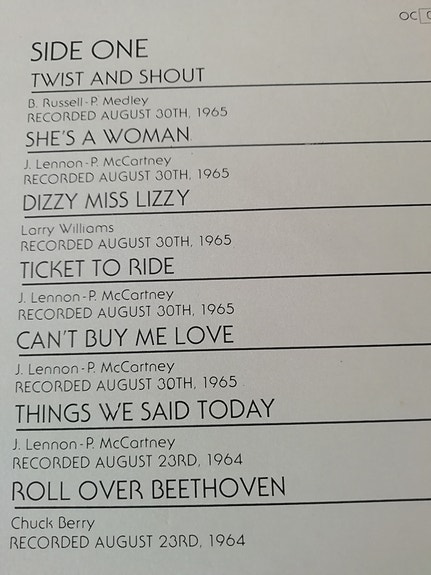 OC
SIDE ONE
TWIST AND SHOUT
B. Russell-P. Medley
RECORDED AUGUST 30TH, 1965
SHE'S A WOMAN
J. Lennon-P. McCartney
RECORDED AUGUST 30TH, 1965
DIZZY MISS LIZZY
Larry Williams
RECORDED AUGUST 30TH, 1965
TICKET TO RIDE
J. Lennon-P. McCartney
RECORDED AUGUST 30TH, 1965
CAN'T BUY ME LOVE
J. Lennon-P. McCartney
RECORDED AUGUST 30TH, 1965
THINGS WE SAID TODAY
J. Lennon-P. McCartney
RECORDED AUGUST 23RD, 1964
ROLL OVER BEETHOVEN
Chuck Berry
RECORDED AUGUST 23RD, 1964